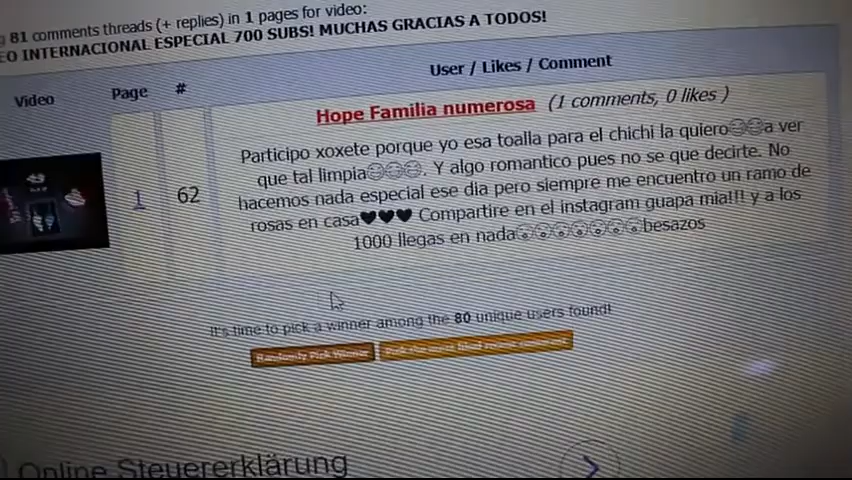 81 comments threads (+ replies) in 1 pages for video:
EO INTERNACIONAL ESPECIAL 700 SUBS! MUCHAS GRACIAS A TODOS!
Video Page # User / Likes / Comment
Hope Familia numerosa (1 comments, 0 likes )
1 62
Participo xoxete porque yo esa toalla para el chichi la quiero😊😊a ver
que tal limpia😊😊😊. Y algo romantico pues no se que decirte. No
hacemos nada especial ese dia pero siempre me encuentro un ramo de
rosas en casa♥♥♥ Compartire en el instagram guapa mia!!! y a los
1000 llegas en nada😮😮😮😮😮😮😮besazos
It's time to pick a winner among the 80 unique users found!
Randomly Pick Winner
Online Steuererklärung